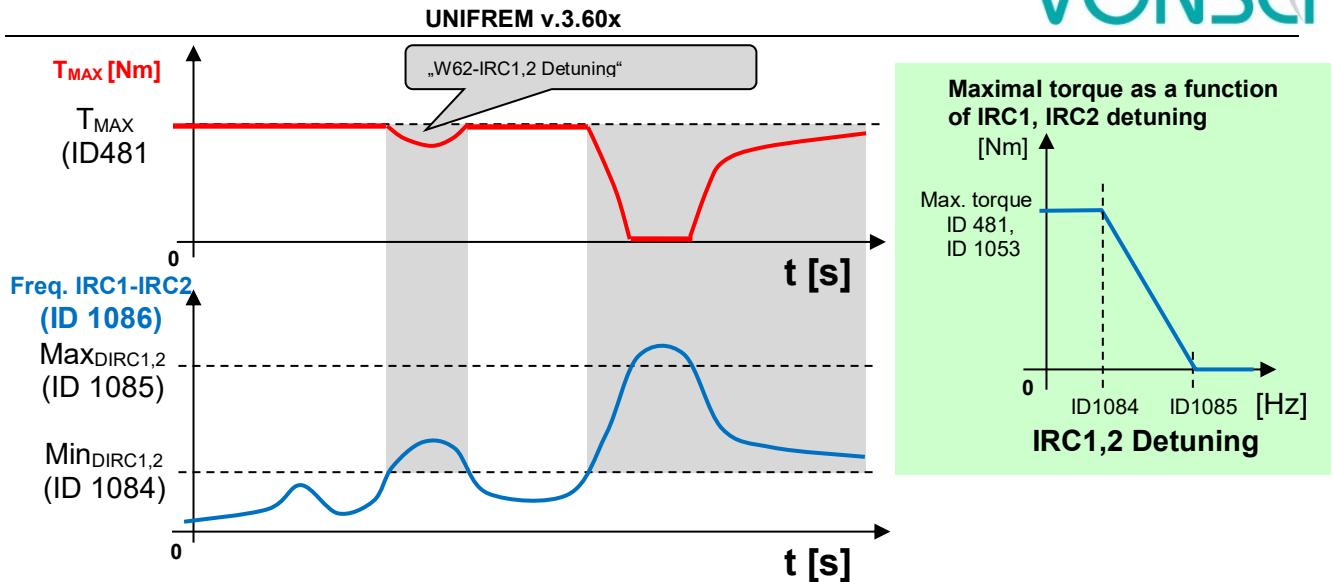 UNIFREM v.3.60x
VONSCH
TMAX [Nm]
„W62-IRC1,2 Detuning“
TMAX
(ID481
0
t [s]
Freq. IRC1-IRC2
(ID 1086)
MaxDIRC1,2
(ID 1085)
MinDIRC1,2
(ID 1084)
0
t [s]
Maximal torque as a function
of IRC1, IRC2 detuning
[Nm]
Max. torque
ID 481,
ID 1053
0
ID1084 ID1085 [Hz]
IRC1,2 Detuning